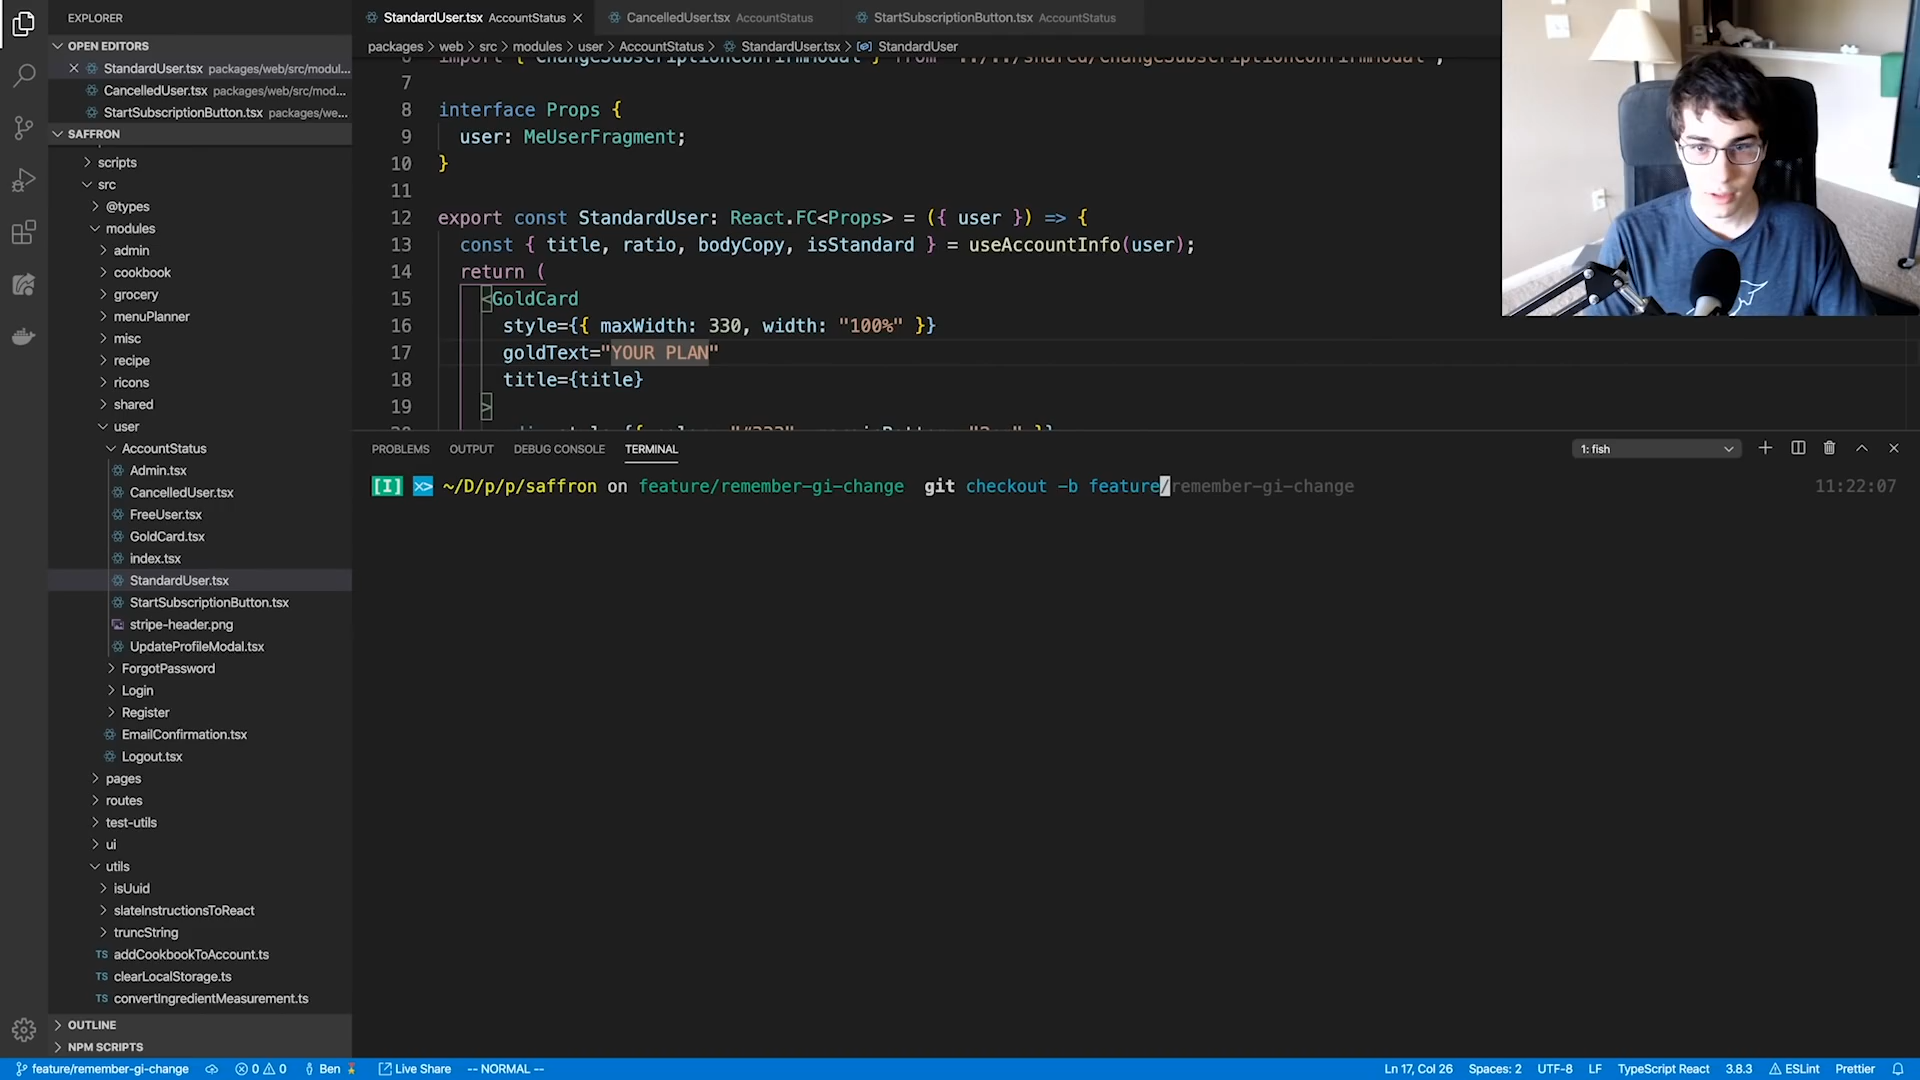 EXPLORER
OPEN EDITORS
StandardUser.tsx packages/web/src/modul...
CancelledUser.tsx packages/web/src/mod...
StartSubscriptionButton.tsx packages/we...
SAFFRON
scripts
src
@types
modules
admin
cookbook
grocery
menuPlanner
misc
recipe
ricons
shared
user
AccountStatus
Admin.tsx
CancelledUser.tsx
FreeUser.tsx
GoldCard.tsx
index.tsx
StandardUser.tsx
StartSubscriptionButton.tsx
stripe-header.png
UpdateProfileModal.tsx
ForgotPassword
Login
Register
EmailConfirmation.tsx
Logout.tsx
pages
routes
test-utils
ui
utils
isUuid
slateInstructionsToReact
truncString
TS addCookbookToAccount.ts
TS clearLocalStorage.ts
TS convertIngredientMeasurement.ts
OUTLINE
NPM SCRIPTS
StandardUser.tsx AccountStatus
CancelledUser.tsx AccountStatus
StartSubscriptionButton.tsx AccountStatus
packages > web > src > modules > user > AccountStatus > StandardUser.tsx > StandardUser
6 import { ChangeSubscriptionConfirmModal } from "../../shared/ChangeSubscriptionConfirmModal";
7
8 interface Props {
9 user: MeUserFragment;
10 }
11
12 export const StandardUser: React.FC<Props> = ({ user }) => {
13 const { title, ratio, bodyCopy, isStandard } = useAccountInfo(user);
14 return (
15 <GoldCard
16 style={{ maxWidth: 330, width: "100%" }}
17 goldText="YOUR PLAN"
18 title={title}
19 >
PROBLEMS OUTPUT DEBUG CONSOLE TERMINAL 1: fish
[I] ~/D/p/p/saffron on feature/remember-gi-change git checkout -b feature/remember-gi-change 11:22:07
feature/remember-gi-change 0 0 Ben Live Share -- NORMAL -- Ln 17, Col 26 Spaces: 2 UTF-8 LF TypeScript React 3.8.3 ESLint Prettier